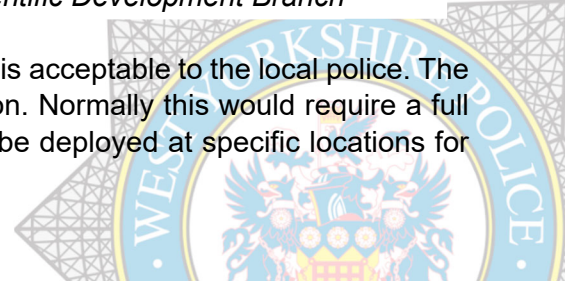 entific Development Branch
is acceptable to the local police. The
on. Normally this would require a full
be deployed at specific locations for
WEST YORKSHIRE POLICE